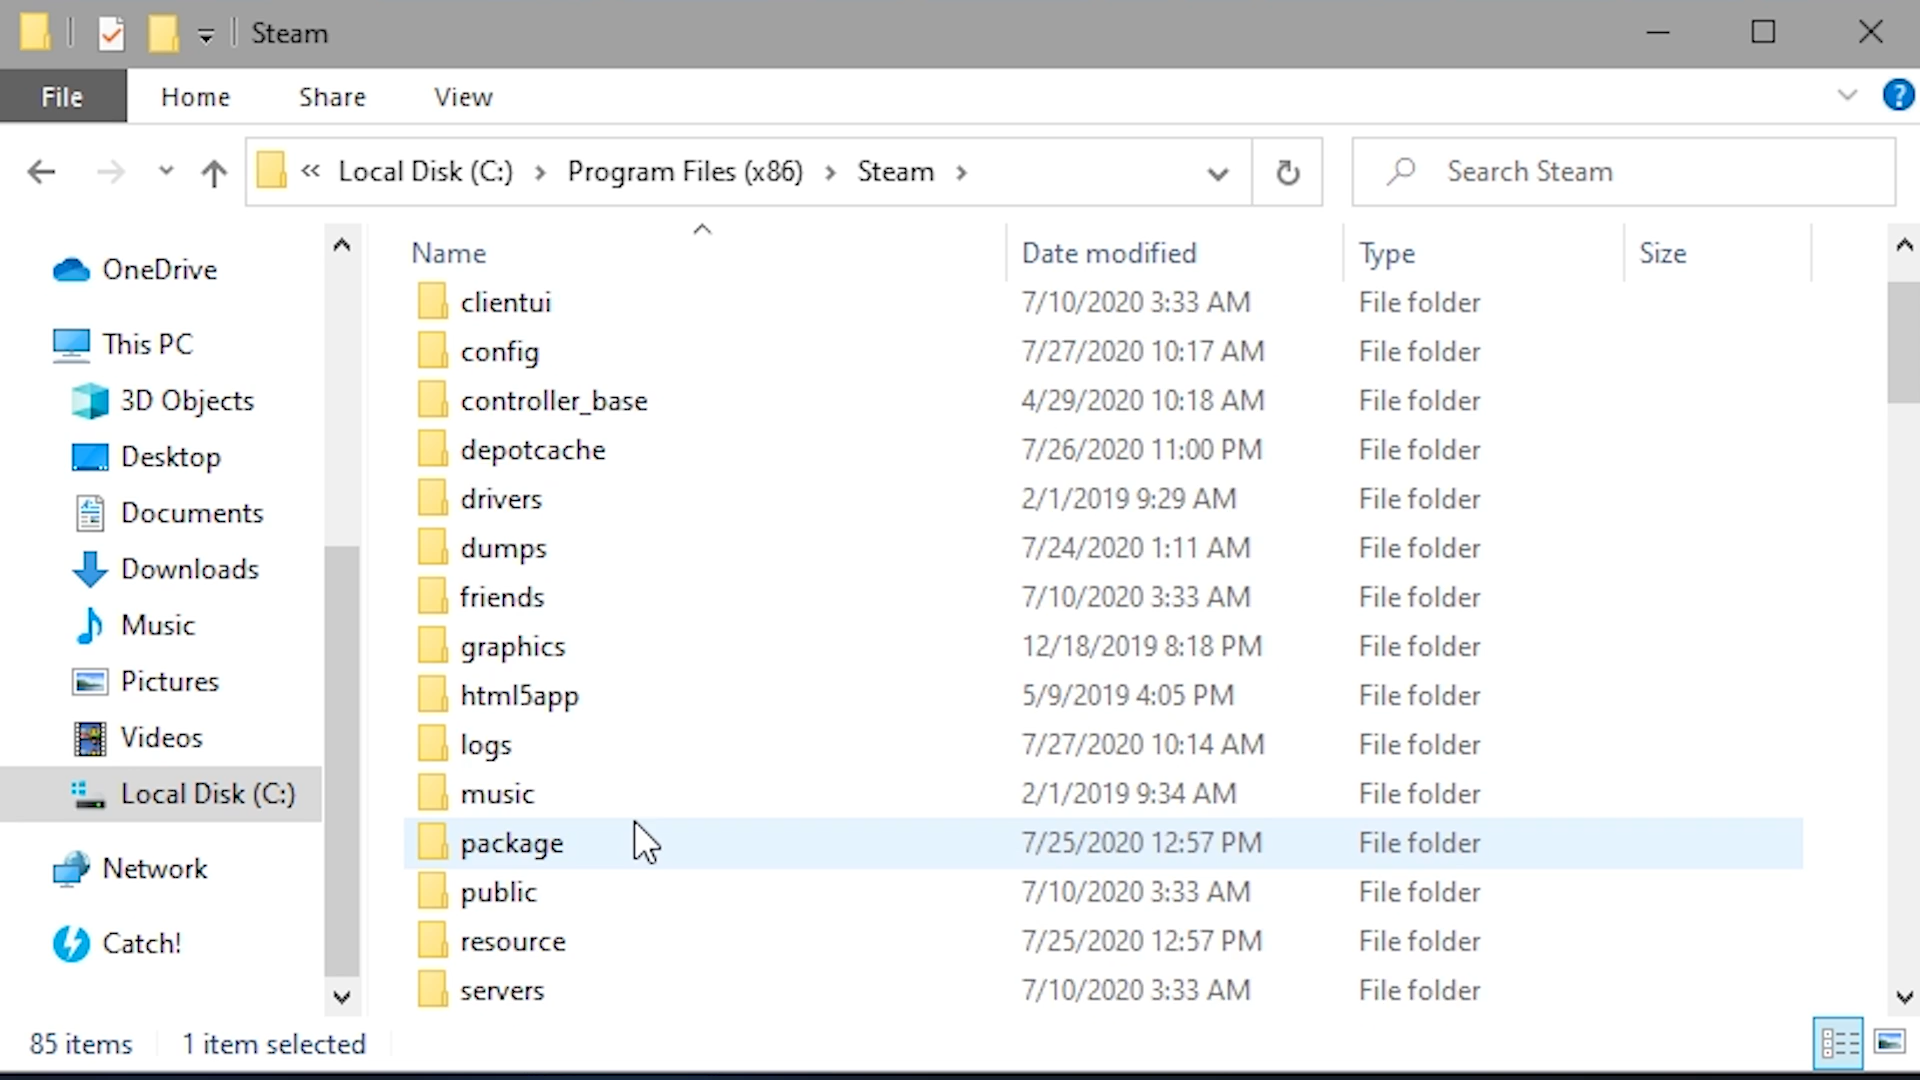 Steam
File Home Share View
« Local Disk (C:) › Program Files (x86) › Steam › Search Steam
OneDrive
This PC
3D Objects
Desktop
Documents
Downloads
Music
Pictures
Videos
Local Disk (C:)
Network
Catch!
Name Date modified Type Size
clientui 7/10/2020 3:33 AM File folder
config 7/27/2020 10:17 AM File folder
controller_base 4/29/2020 10:18 AM File folder
depotcache 7/26/2020 11:00 PM File folder
drivers 2/1/2019 9:29 AM File folder
dumps 7/24/2020 1:11 AM File folder
friends 7/10/2020 3:33 AM File folder
graphics 12/18/2019 8:18 PM File folder
html5app 5/9/2019 4:05 PM File folder
logs 7/27/2020 10:14 AM File folder
music 2/1/2019 9:34 AM File folder
package 7/25/2020 12:57 PM File folder
public 7/10/2020 3:33 AM File folder
resource 7/25/2020 12:57 PM File folder
servers 7/10/2020 3:33 AM File folder
85 items 1 item selected